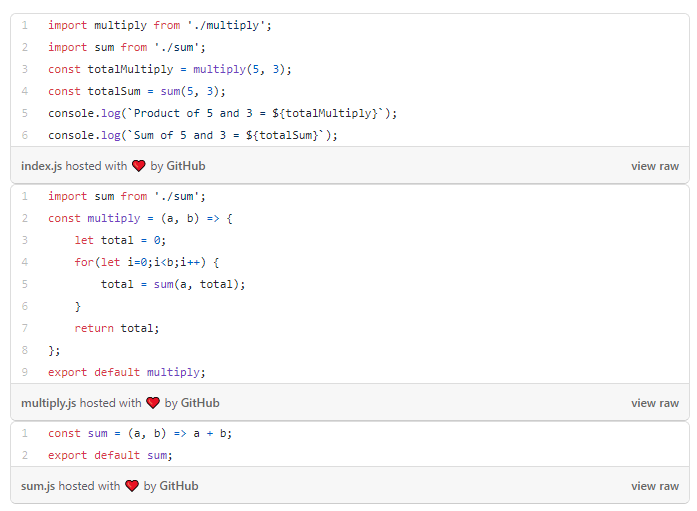 1 import multiply from './multiply';
2 import sum from './sum';
3 const totalMultiply = multiply(5, 3);
4 const totalSum = sum(5, 3);
5 console.log(`Product of 5 and 3 = ${totalMultiply}`);
6 console.log(`Sum of 5 and 3 = ${totalSum}`);
index.js hosted with ❤ by GitHub view raw
1 import sum from './sum';
2 const multiply = (a, b) => {
3     let total = 0;
4     for(let i=0;i<b;i++) {
5         total = sum(a, total);
6     }
7     return total;
8 };
9 export default multiply;
multiply.js hosted with ❤ by GitHub view raw
1 const sum = (a, b) => a + b;
2 export default sum;
sum.js hosted with ❤ by GitHub view raw